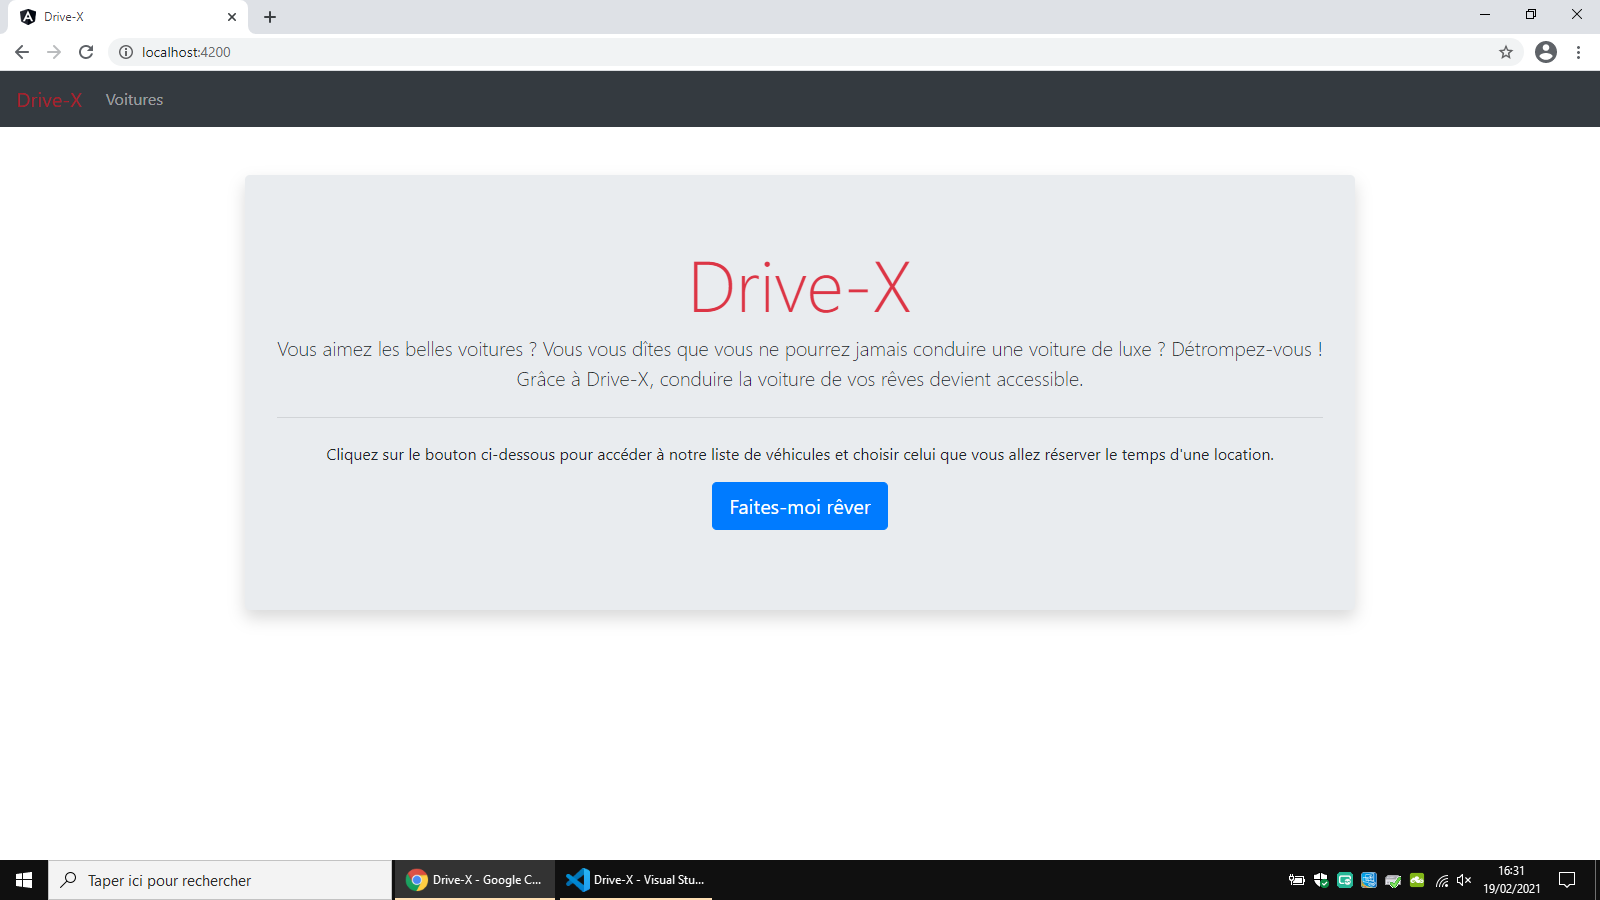 Drive-X
localhost:4200
Drive-X Voitures
Drive-X
Vous aimez les belles voitures ? Vous vous dîtes que vous ne pourrez jamais conduire une voiture de luxe ? Détrompez-vous !
Grâce à Drive-X, conduire la voiture de vos rêves devient accessible.
Cliquez sur le bouton ci-dessous pour accéder à notre liste de véhicules et choisir celui que vous allez réserver le temps d'une location.
Faites-moi rêver
Taper ici pour rechercher
Drive-X - Google C...
Drive-X - Visual Stu...
16:31
19/02/2021